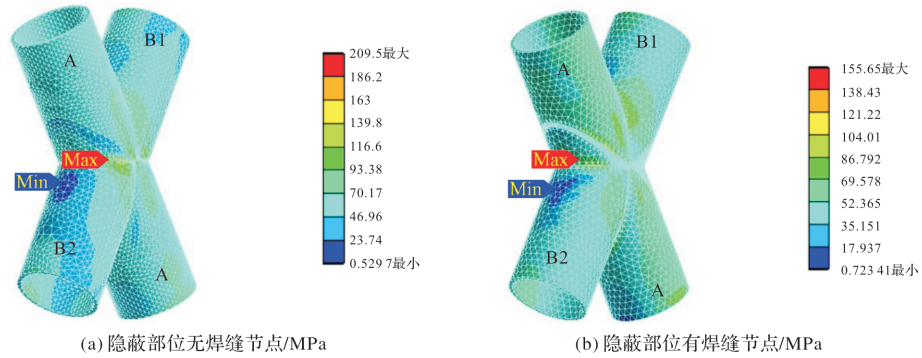 A
B1
Max
Min
B2
A
209.5最大
186.2
163
139.8
116.6
93.38
70.17
46.96
23.74
0.529 7最小
(a) 隐蔽部位无焊缝节点/MPa
A
B1
Max
Min
B2
A
155.65最大
138.43
121.22
104.01
86.792
69.578
52.365
35.151
17.937
0.723 41最小
(b) 隐蔽部位有焊缝节点/MPa